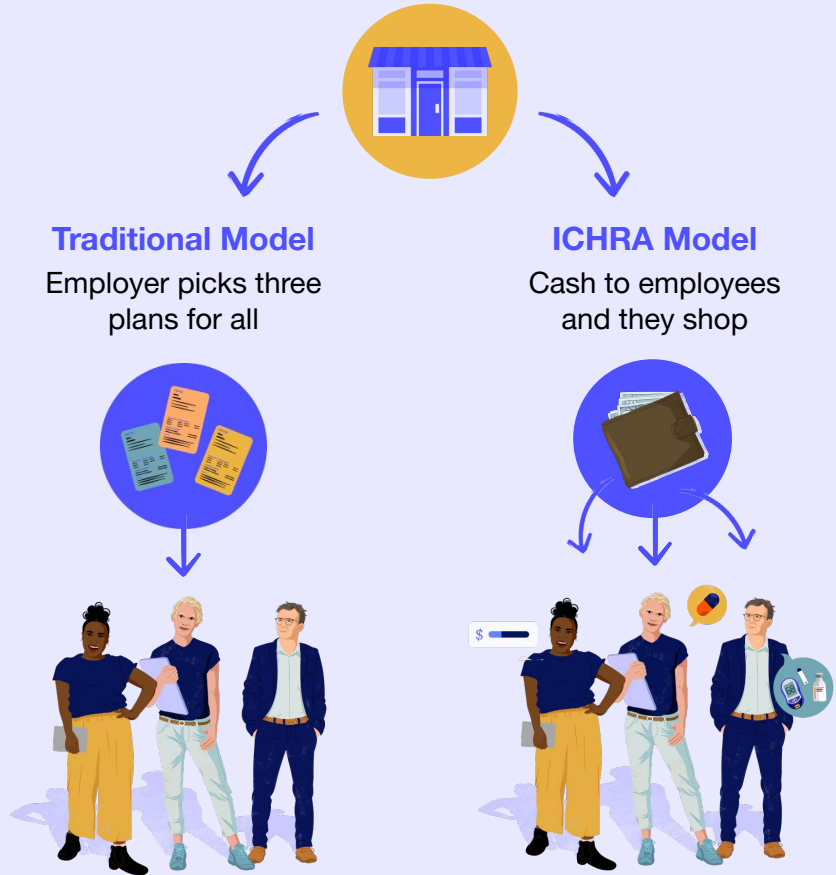 Traditional Model
Employer picks three
plans for all
ICHRA Model
Cash to employees
and they shop
$